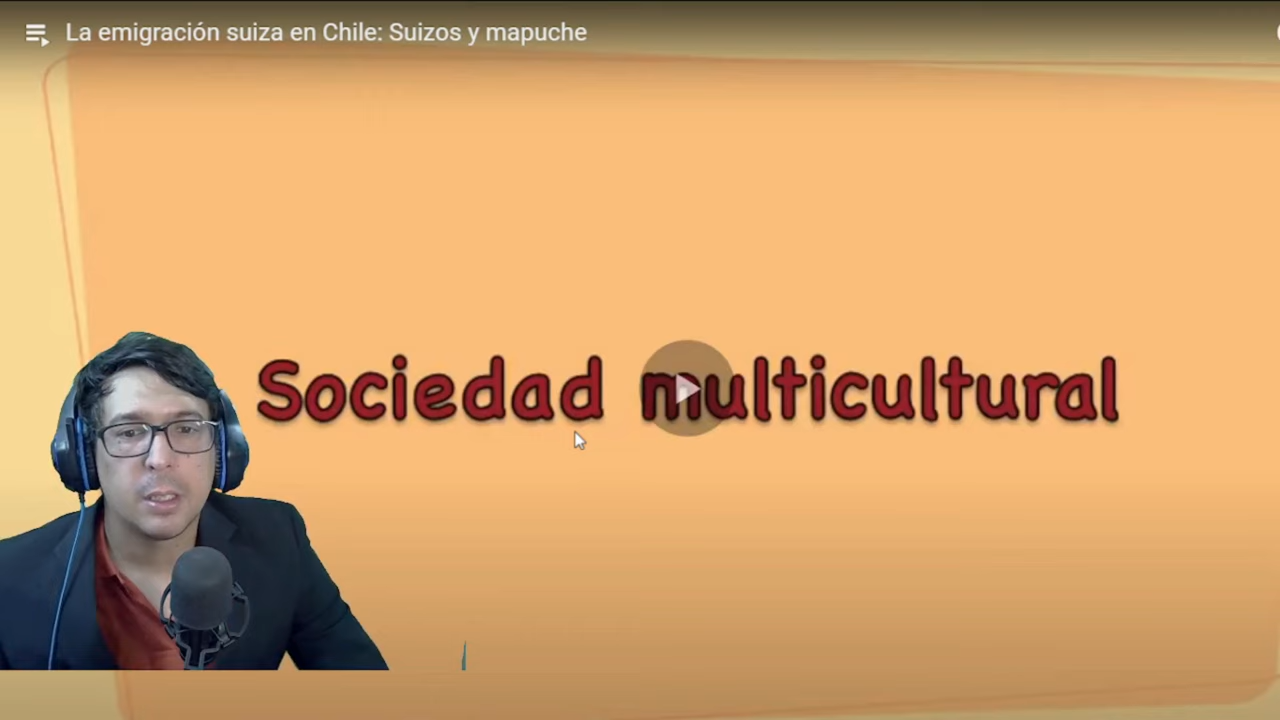 La emigración suiza en Chile: Suizos y mapuche
Sociedad multicultural